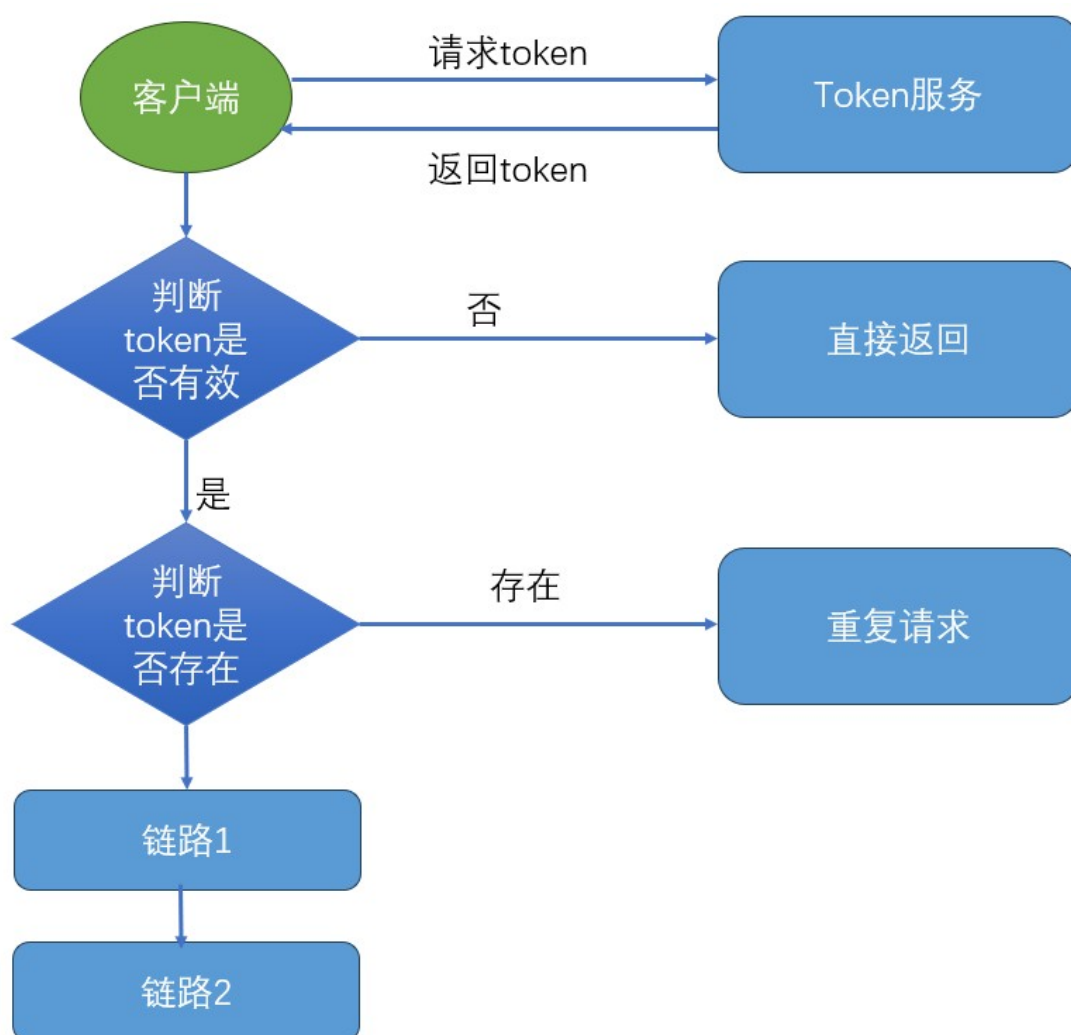 请求token
客户端
Token服务
返回token
判断
token是
否有效
否
直接返回
是
判断
token是
否存在
存在
重复请求
链路1
链路2